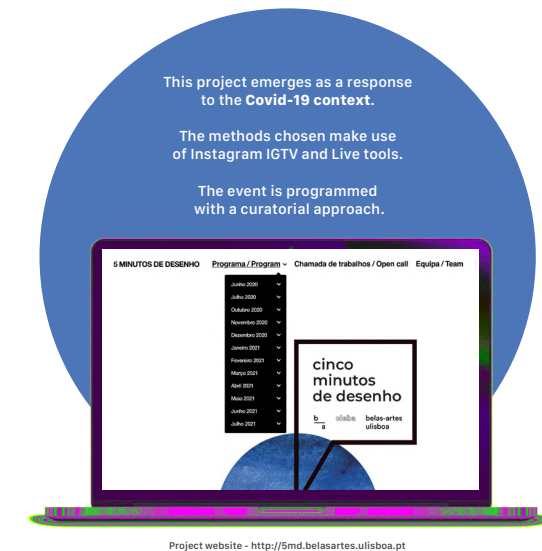 This project emerges as a response
to the Covid-19 context.
The methods chosen make use
of Instagram IGTV and Live tools.
The event is programmed
with a curatorial approach.
5 MINUTOS DE DESENHO Programa / Program Chamada de trabalhos / Open call Equipa / Team
Junho 2020
Julho 2020
Outubro 2020
Novembro 2020
Dezembro 2020
Janeiro 2021
Fevereiro 2021
Março 2021
Abril 2021
Maio 2021
Junho 2021
Julho 2021
cinco
minutos
de desenho
b
a
cieba
belas-artes
ulisboa
Project website - http://5md.belasartes.ulisboa.pt